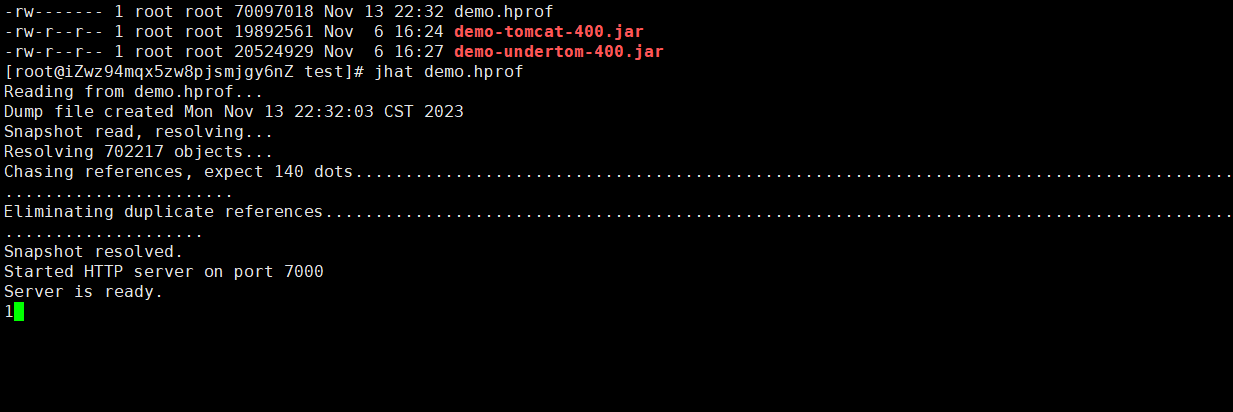 -rw------- 1 root root 70097018 Nov 13 22:32 demo.hprof
-rw-r--r-- 1 root root 19892561 Nov  6 16:24 demo-tomcat-400.jar
-rw-r--r-- 1 root root 20524929 Nov  6 16:27 demo-undertom-400.jar
[root@iZwz94mqx5zw8pjsmjgy6nZ test]# jhat demo.hprof
Reading from demo.hprof...
Dump file created Mon Nov 13 22:32:03 CST 2023
Snapshot read, resolving...
Resolving 702217 objects...
Chasing references, expect 140 dots........................................................................................
.......................
Eliminating duplicate references...........................................................................................
....................
Snapshot resolved.
Started HTTP server on port 7000
Server is ready.
1